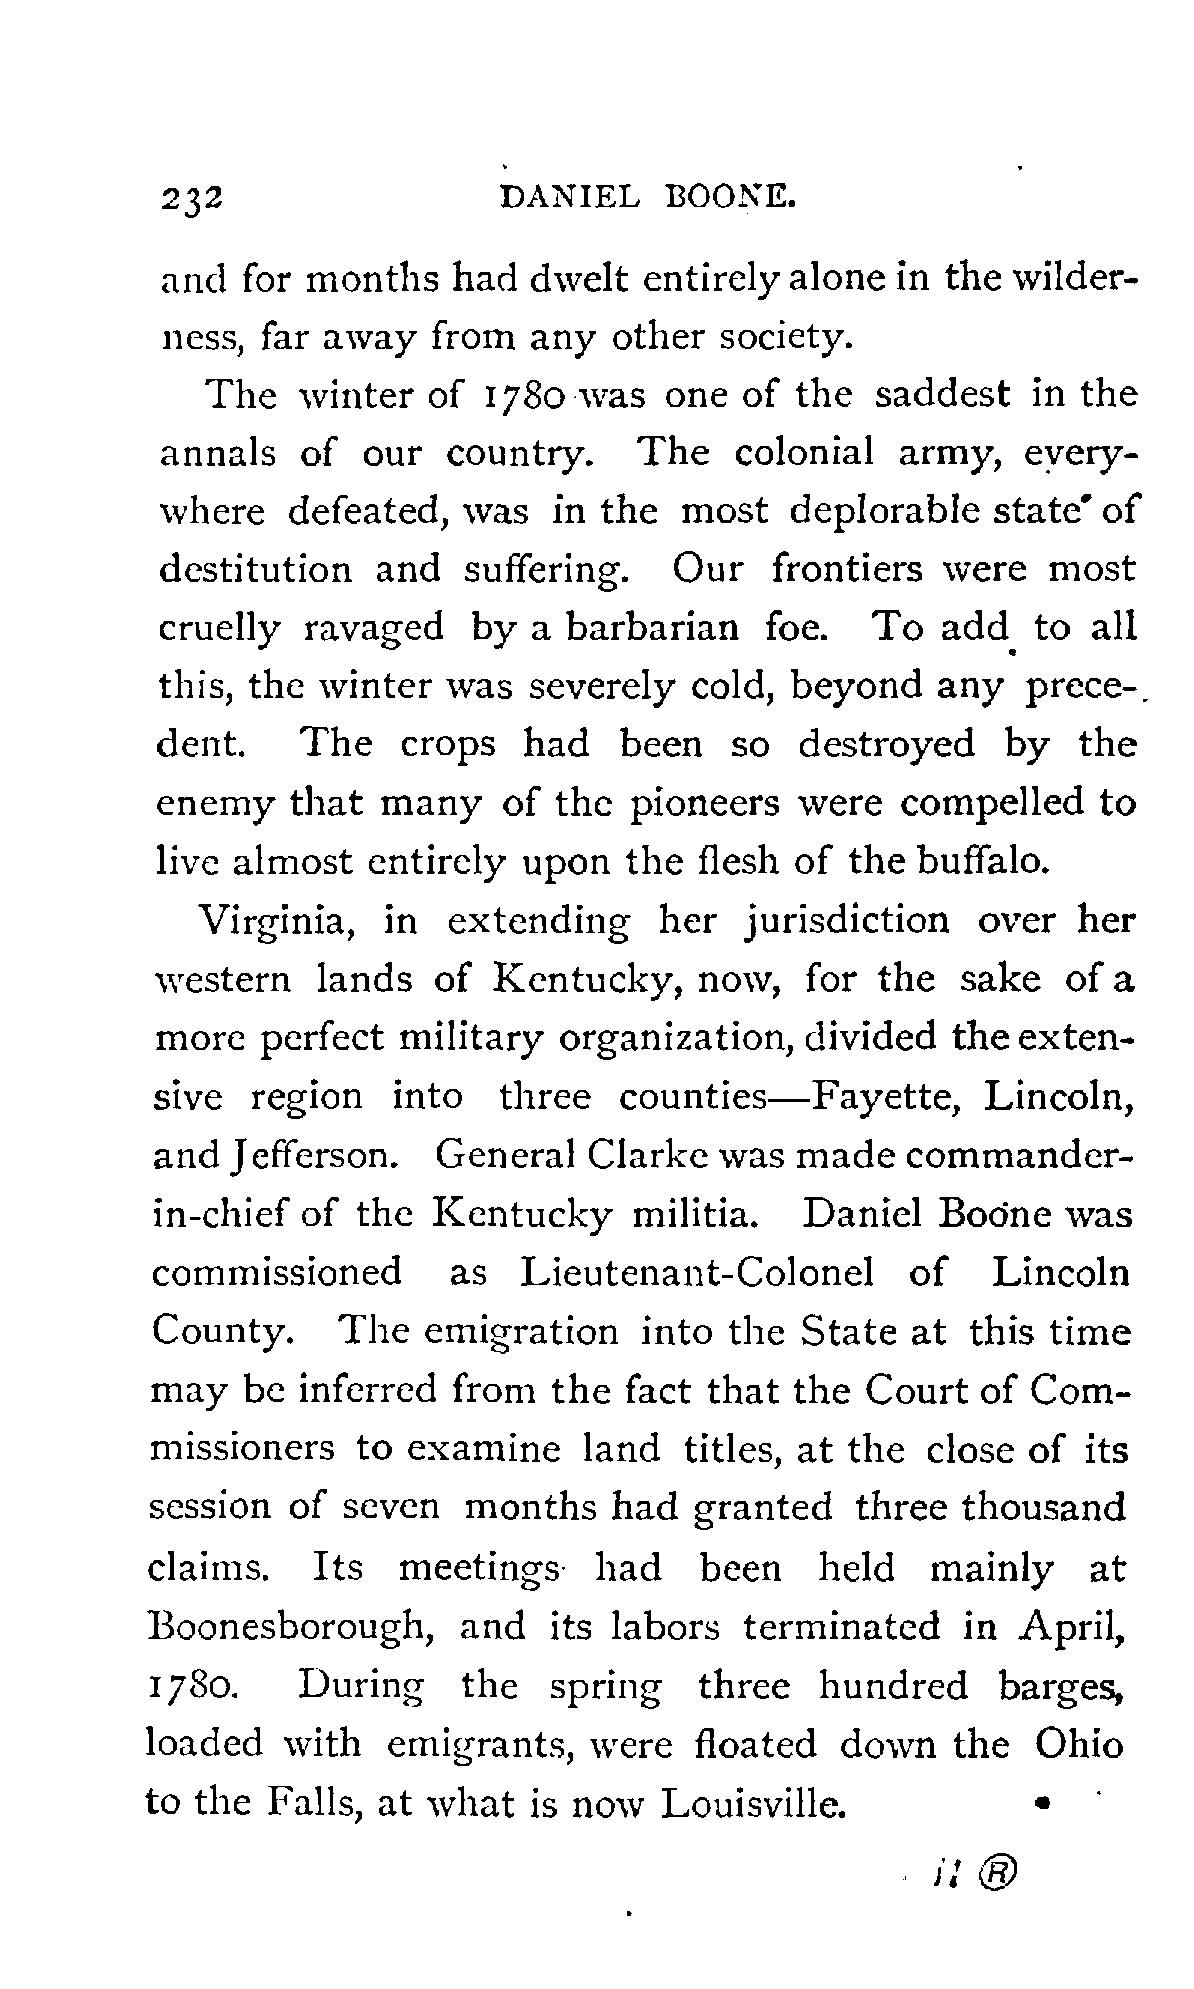 232 DANIEL BOONE.
and for months had dwelt entirely alone in the wilder-
ness, far away from any other society.
The winter of 1780 was one of the saddest in the
annals of our country. The colonial army, every-
where defeated, was in the most deplorable state of
destitution and suffering. Our frontiers were most
cruelly ravaged by a barbarian foe. To add to all
this, the winter was severely cold, beyond any prece-
dent. The crops had been so destroyed by the
enemy that many of the pioneers were compelled to
live almost entirely upon the flesh of the buffalo.
Virginia, in extending her jurisdiction over her
western lands of Kentucky, now, for the sake of a
more perfect military organization, divided the exten-
sive region into three counties—Fayette, Lincoln,
and Jefferson. General Clarke was made commander-
in-chief of the Kentucky militia. Daniel Boone was
commissioned as Lieutenant-Colonel of Lincoln
County. The emigration into the State at this time
may be inferred from the fact that the Court of Com-
missioners to examine land titles, at the close of its
session of seven months had granted three thousand
claims. Its meetings had been held mainly at
Boonesborough, and its labors terminated in April,
1780. During the spring three hundred barges,
loaded with emigrants, were floated down the Ohio
to the Falls, at what is now Louisville.
®